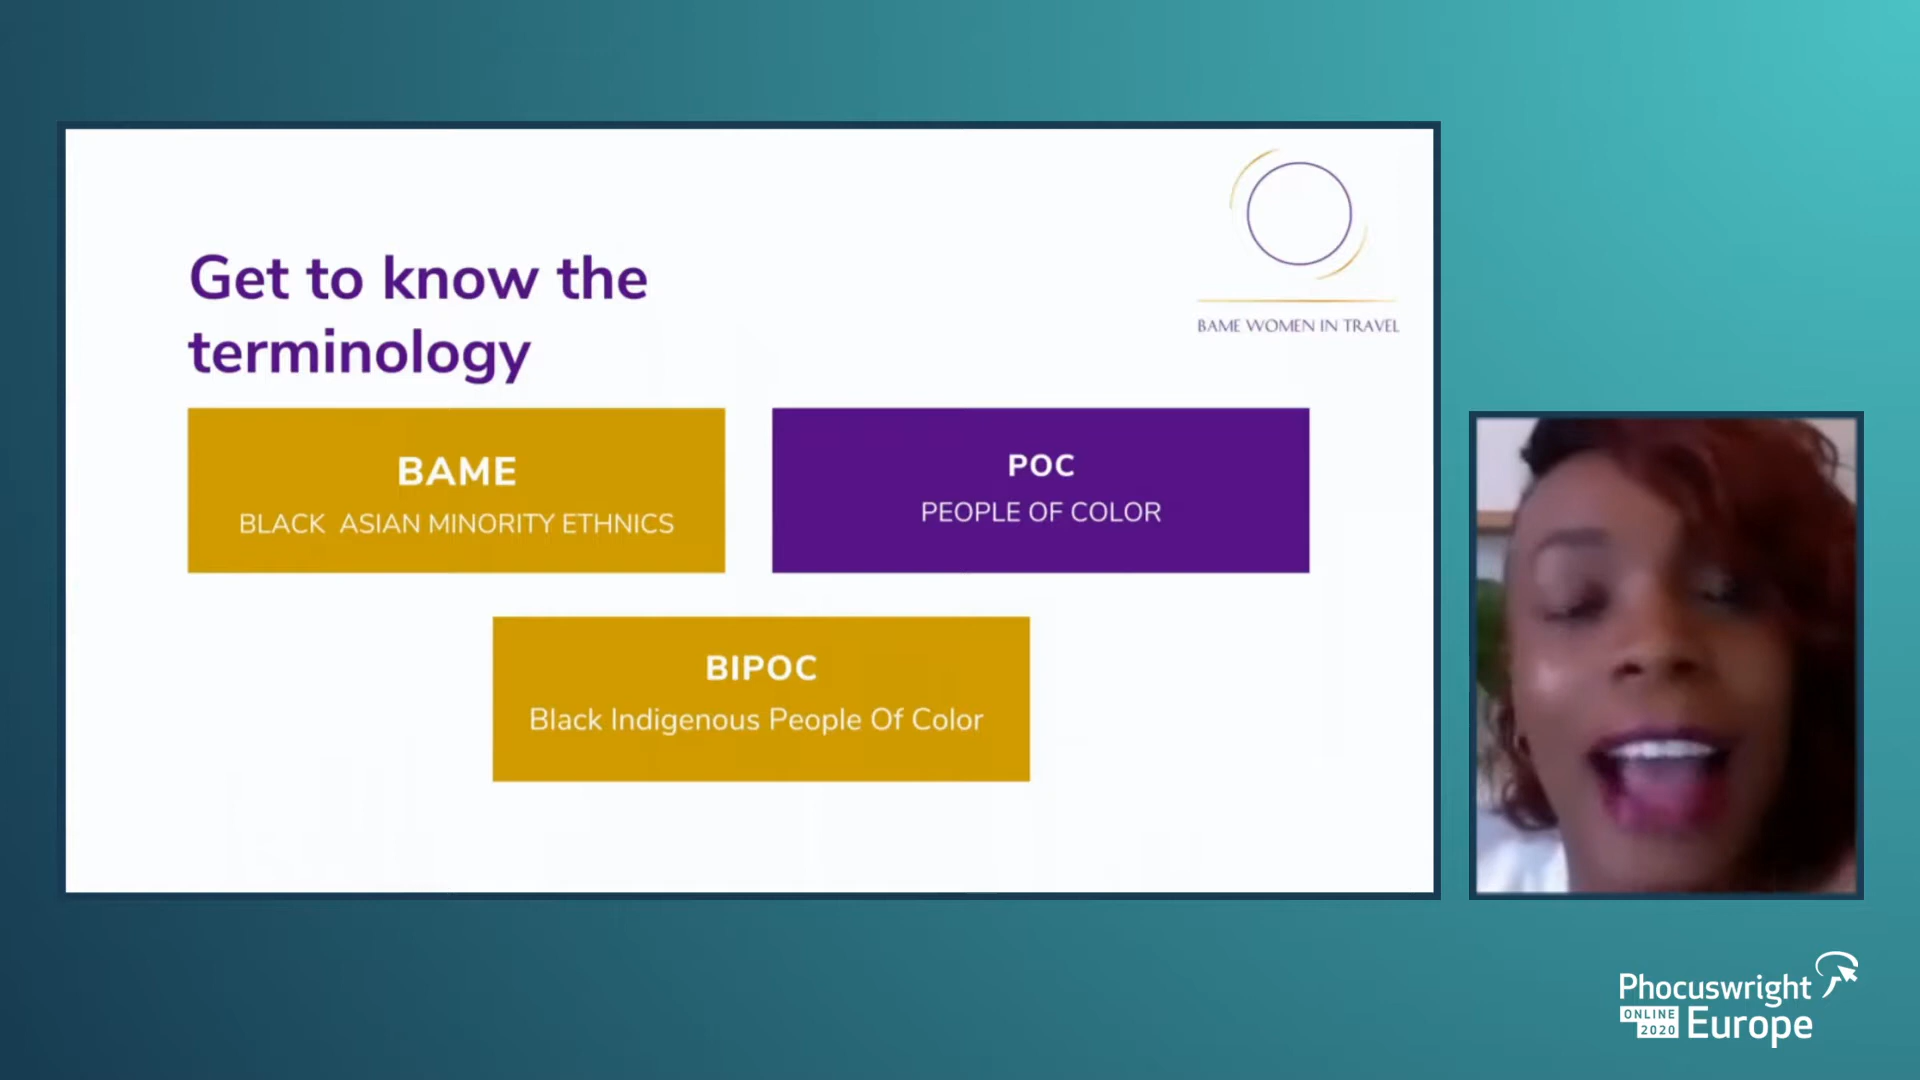 BAME WOMEN IN TRAVEL
Get to know the
terminology
BAME
BLACK ASIAN MINORITY ETHNICS
POC
PEOPLE OF COLOR
BIPOC
Black Indigenous People Of Color
Phocuswright
ONLINE
2020
Europe